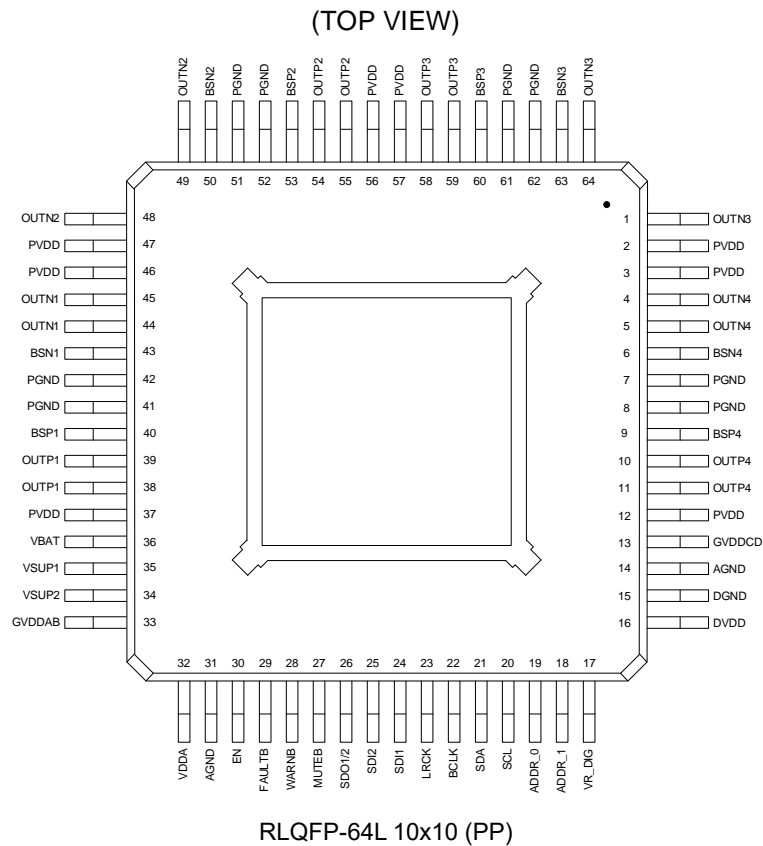 (TOP VIEW)
OUTN2 BSN2 PGND PGND BSP2 OUTP2 OUTP2 PVDD PVDD OUTP3 OUTP3 BSP3 PGND PGND BSN3 OUTN3
49 50 51 52 53 54 55 56 57 58 59 60 61 62 63 64
OUTN2 48 1 OUTN3
PVDD 47 2 PVDD
PVDD 46 3 PVDD
OUTN1 45 4 OUTN4
OUTN1 44 5 OUTN4
BSN1 43 6 BSN4
PGND 42 7 PGND
PGND 41 8 PGND
BSP1 40 9 BSP4
OUTP1 39 10 OUTP4
OUTP1 38 11 OUTP4
PVDD 37 12 PVDD
VBAT 36 13 GVDDCD
VSUP1 35 14 AGND
VSUP2 34 15 DGND
GVDDAB 33 16 DVDD
32 31 30 29 28 27 26 25 24 23 22 21 20 19 18 17
VDDA AGND EN FAULTB WARNB MUTEB SDO1/2 SDI2 SDI1 LRCK BCLK SDA SCL ADDR_0 ADDR_1 VR_DIG
RLQFP-64L 10x10 (PP)